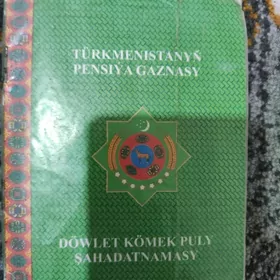 TÜRKMENISTANYŇ
PENSIÝA GAZNASY
DÖWLET KÖMEK PULY
ŞAHADATNAMASY